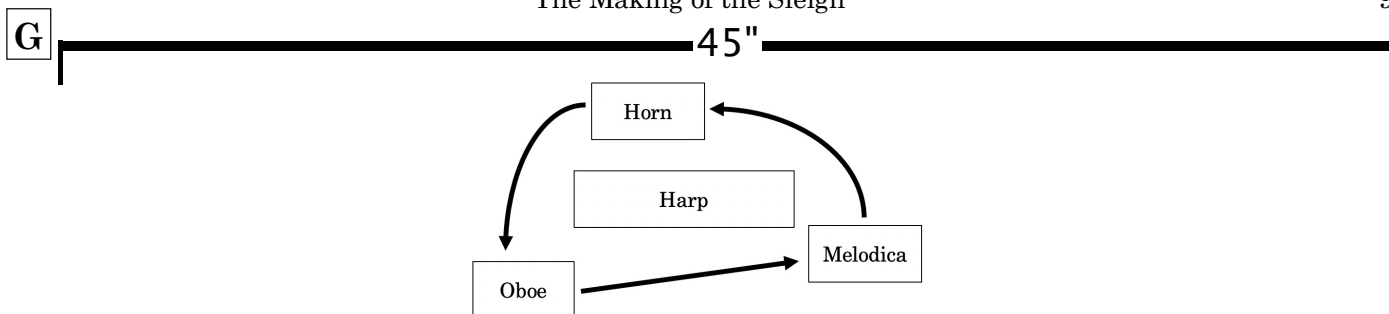 The Making of the Sleigh
G
45"
Horn
Harp
Melodica
Oboe